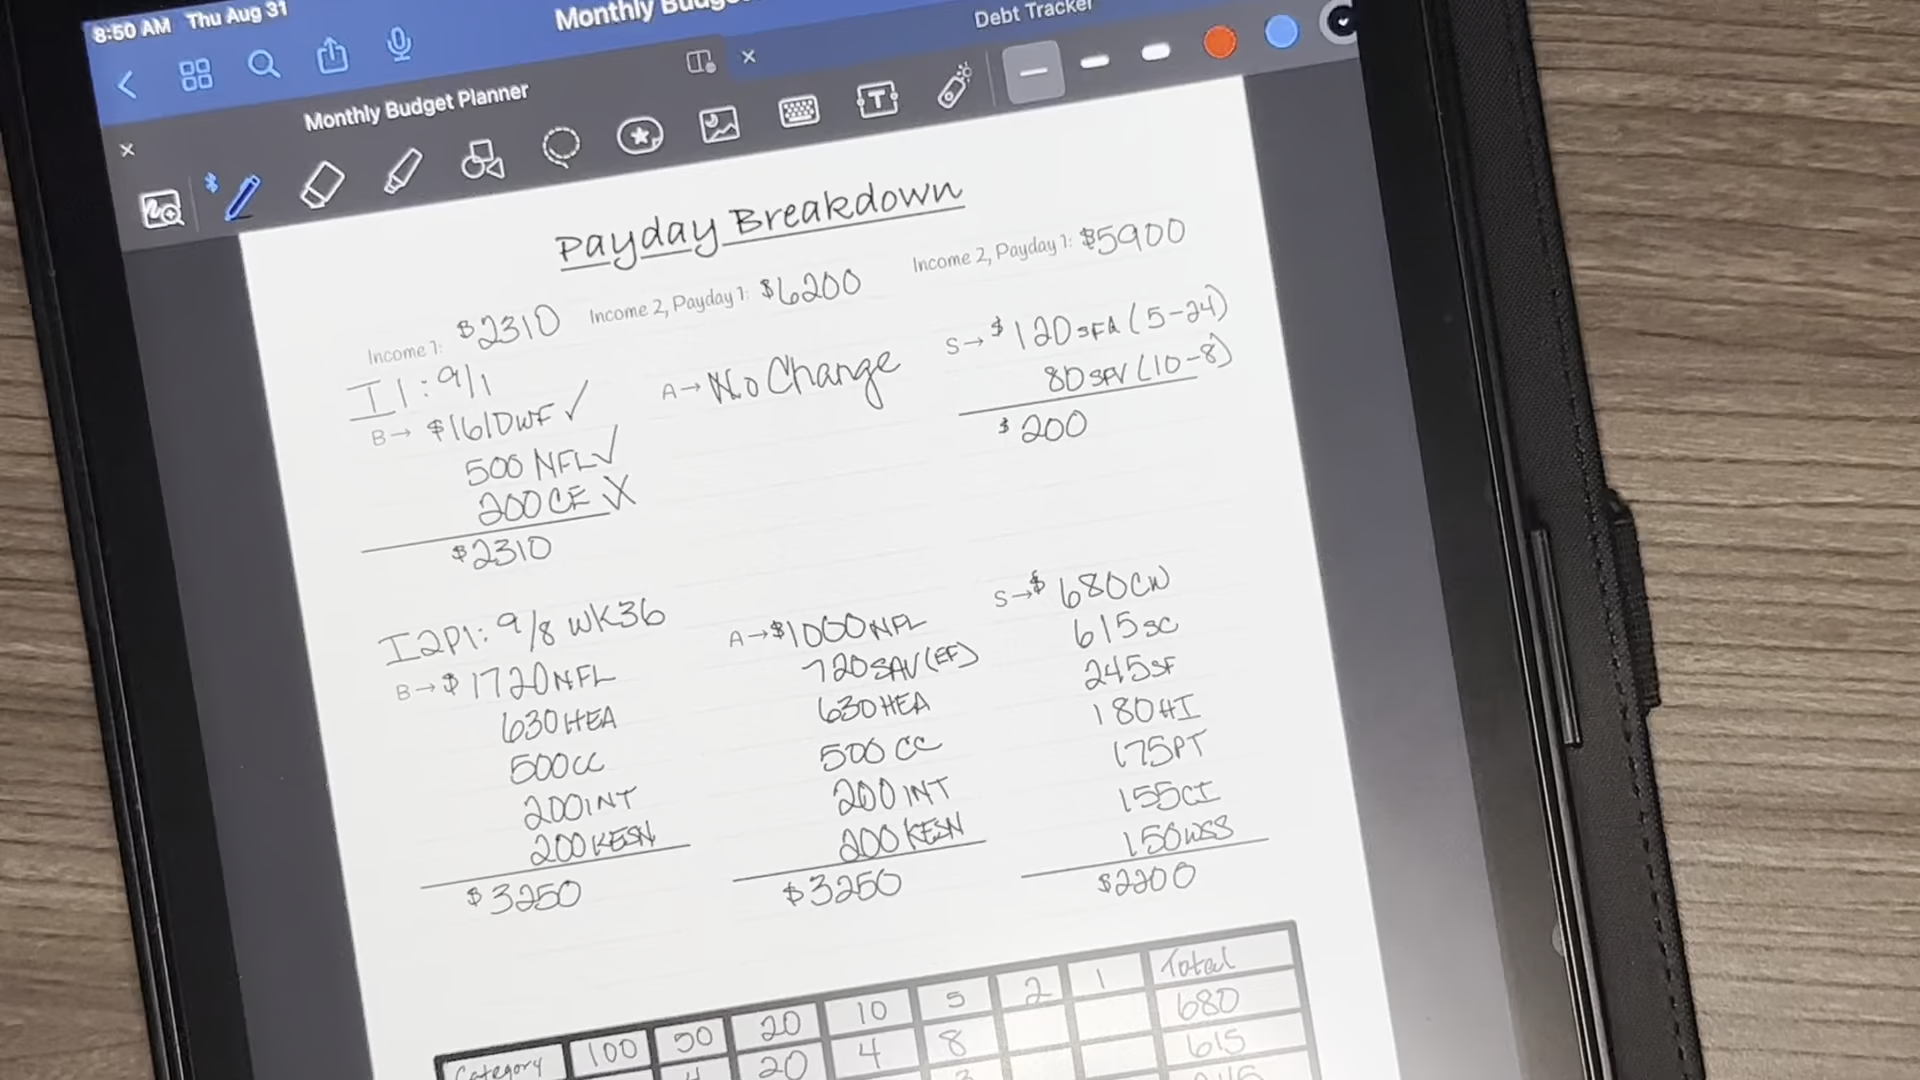 8:50 AM Thu Aug 31
Monthly Budge
Debt Tracker
Monthly Budget Planner
Payday Breakdown
Income 1: $2310
Income 2, Payday 1: $6200
Income 2, Payday 1: $5900
I1: 9/1
B→ $1610WF ✓
500 NFL ✓
200 CE X
$2310
A→ No Change
S→ $120 SFA (5-24)
80 SAV (10-8)
$200
I2P1: 9/8 WK36
B→ $1720 NFL
630 HEA
500 CC
200 INT
200 KESN
$3250
A→ $1000 NFL
720 SAV (EF)
630 HEA
500 CC
200 INT
200 KESN
$3250
S→ $680 CW
615 SC
245 SF
180 HI
175 PT
155 CI
150 WSS
$2200
Category 100 50 20 10 5 2 1 Total
4 20 4 8 680
615